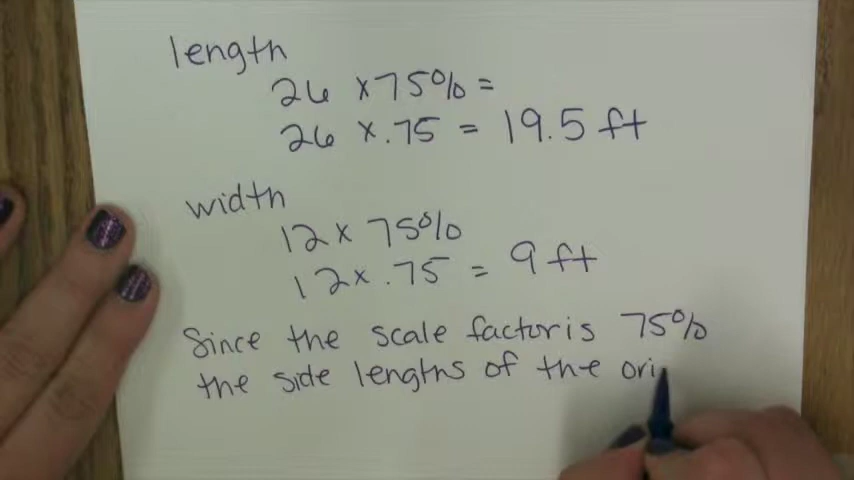 length
26 x 75% =
26 x .75 = 19.5 ft
width
12 x 75%
12 x .75 = 9 ft
Since the scale factor is 75%
the side lengths of the ori